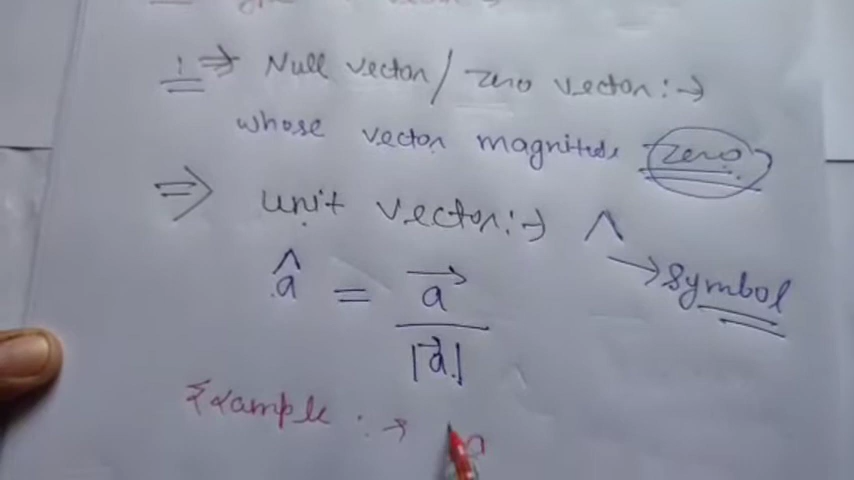 1 ⇒ Null vector/ zero vector :→
whose vector magnitude zero
⇒ unit vector :→ ^
→ symbol
â = a⃗ / |a⃗|
Example :→